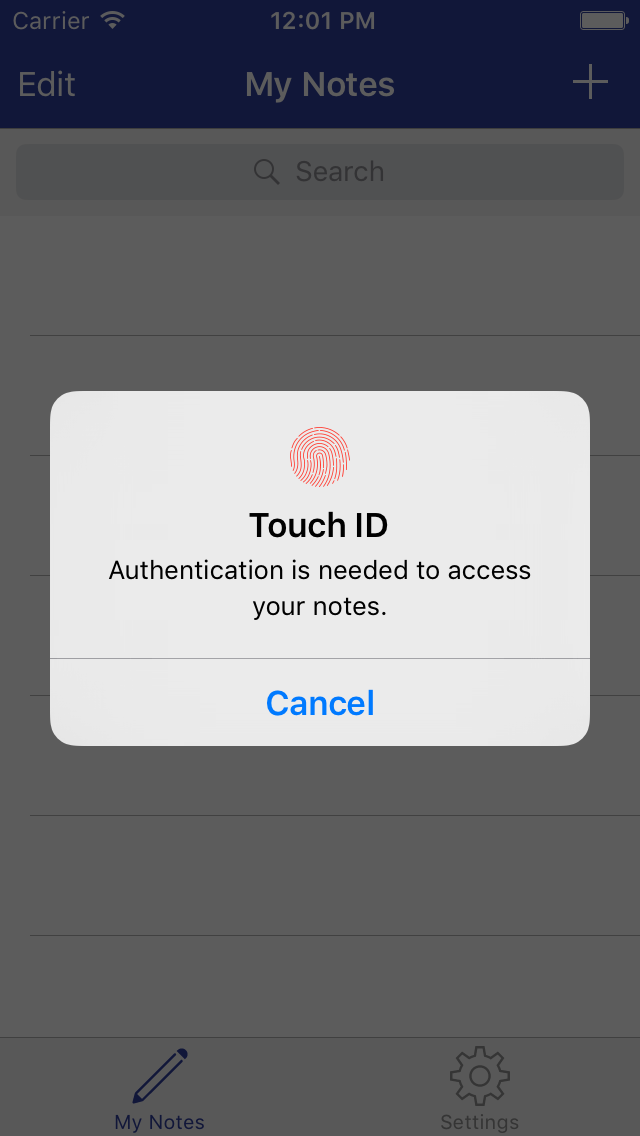 Carrier 12:01 PM
Edit My Notes
Search
Touch ID
Authentication is needed to access
your notes.
Cancel
My Notes Settings